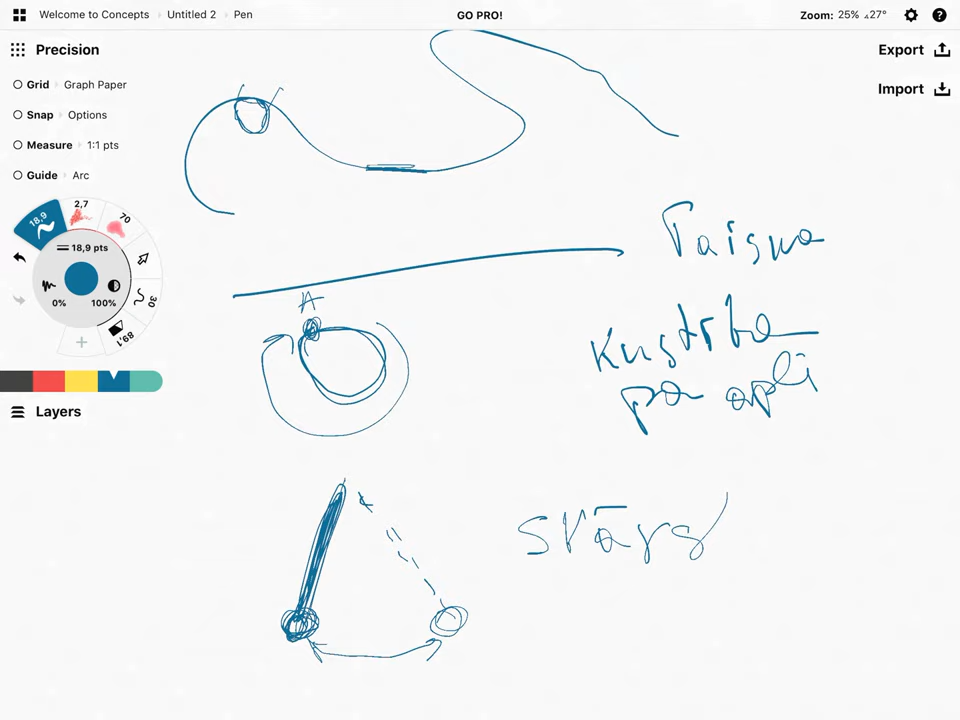 Welcome to Concepts › Untitled 2 › Pen
GO PRO!
Zoom: 25% 27°
Precision
Export
Import
Grid › Graph Paper
Snap › Options
Measure › 1:1 pts
Guide › Arc
18,9
2,7
70
30
89,1
18,9 pts
0%
100%
Layers
Taisna
A
Kustība
pa apli